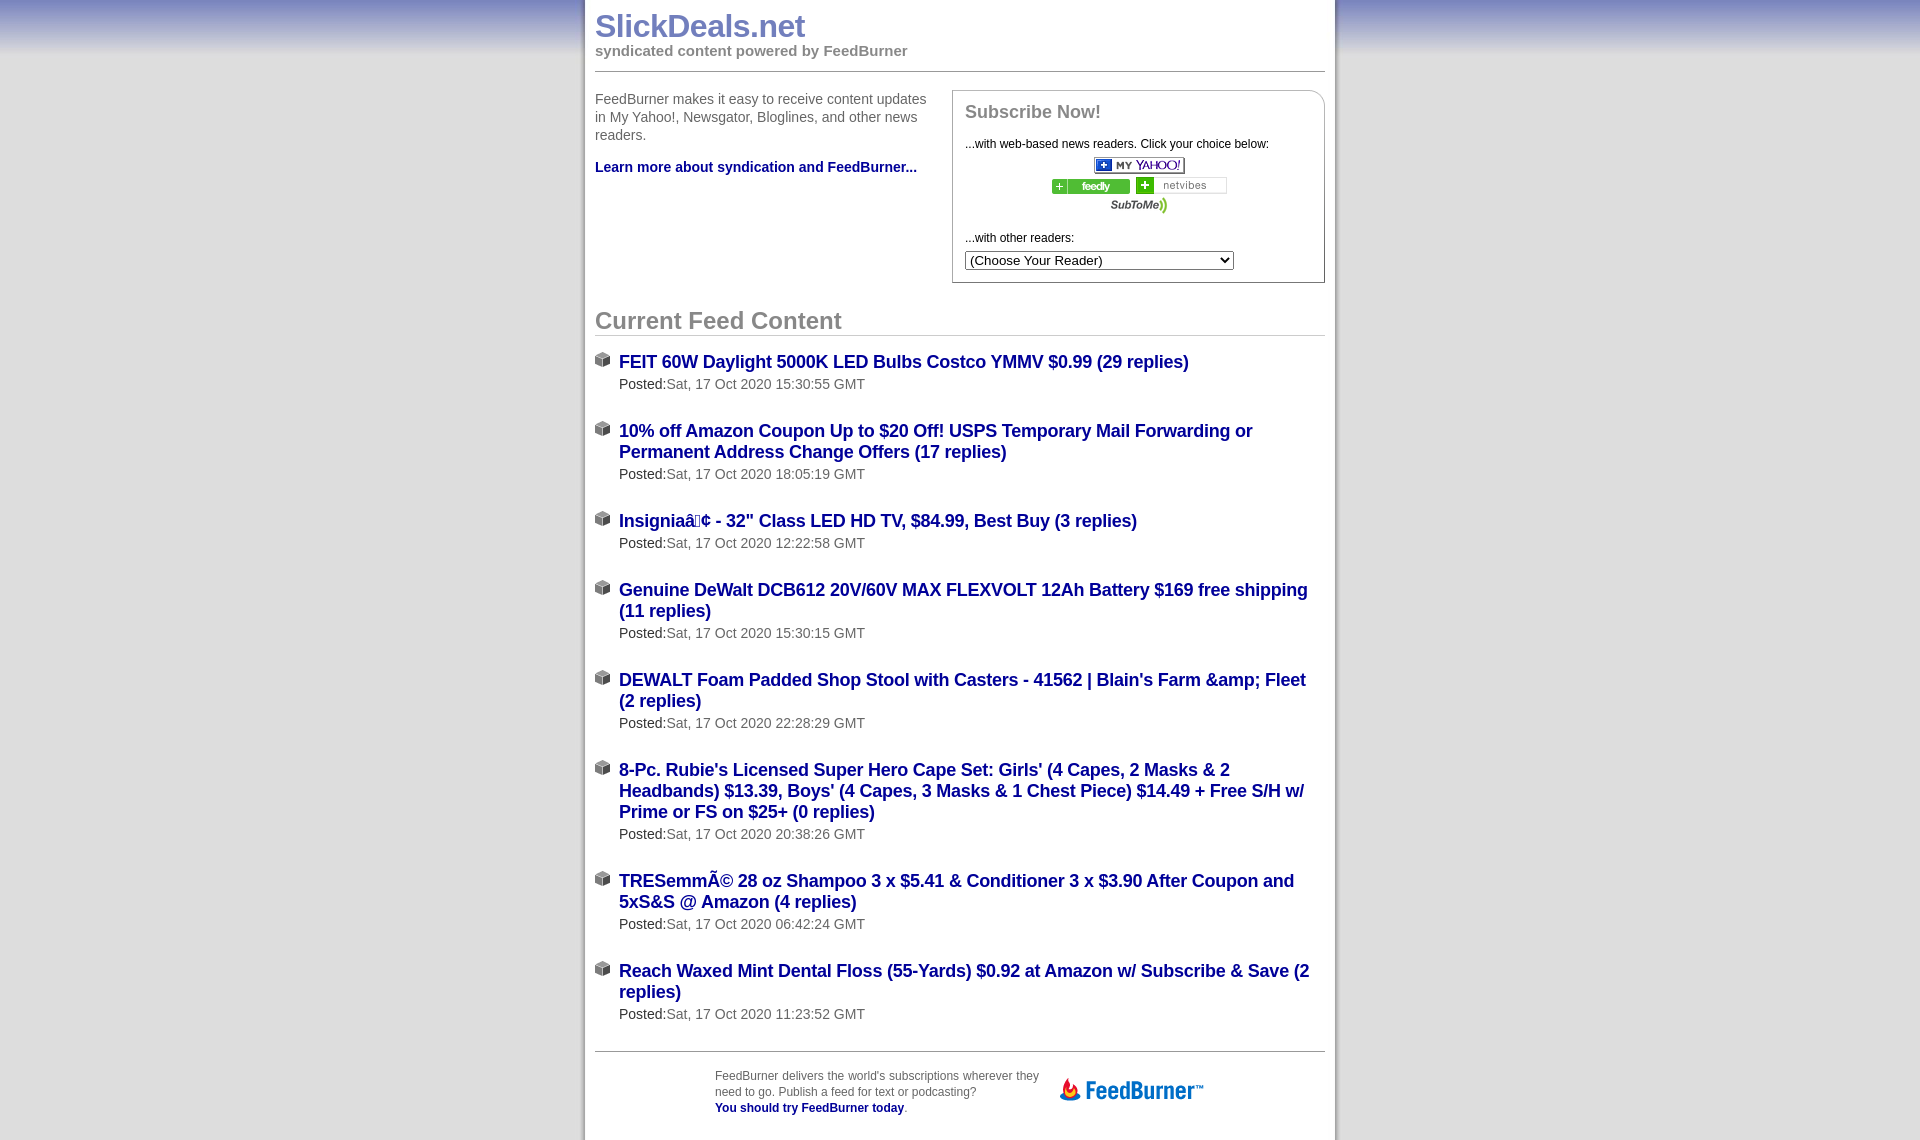 SlickDeals.net
syndicated content powered by FeedBurner
FeedBurner makes it easy to receive content updates
in My Yahoo!, Newsgator, Bloglines, and other news
readers.
Learn more about syndication and FeedBurner...
Subscribe Now!
...with web-based news readers. Click your choice below:
MY YAHOO!
feedly
netvibes
SubToMe
...with other readers:
(Choose Your Reader)
Current Feed Content
FEIT 60W Daylight 5000K LED Bulbs Costco YMMV $0.99 (29 replies)
Posted:Sat, 17 Oct 2020 15:30:55 GMT
10% off Amazon Coupon Up to $20 Off! USPS Temporary Mail Forwarding or
Permanent Address Change Offers (17 replies)
Posted:Sat, 17 Oct 2020 18:05:19 GMT
Insigniaâ¢ - 32" Class LED HD TV, $84.99, Best Buy (3 replies)
Posted:Sat, 17 Oct 2020 12:22:58 GMT
Genuine DeWalt DCB612 20V/60V MAX FLEXVOLT 12Ah Battery $169 free shipping
(11 replies)
Posted:Sat, 17 Oct 2020 15:30:15 GMT
DEWALT Foam Padded Shop Stool with Casters - 41562 | Blain's Farm &amp; Fleet
(2 replies)
Posted:Sat, 17 Oct 2020 22:28:29 GMT
8-Pc. Rubie's Licensed Super Hero Cape Set: Girls' (4 Capes, 2 Masks & 2
Headbands) $13.39, Boys' (4 Capes, 3 Masks & 1 Chest Piece) $14.49 + Free S/H w/
Prime or FS on $25+ (0 replies)
Posted:Sat, 17 Oct 2020 20:38:26 GMT
TRESemmÃ© 28 oz Shampoo 3 x $5.41 & Conditioner 3 x $3.90 After Coupon and
5xS&S @ Amazon (4 replies)
Posted:Sat, 17 Oct 2020 06:42:24 GMT
Reach Waxed Mint Dental Floss (55-Yards) $0.92 at Amazon w/ Subscribe & Save (2
replies)
Posted:Sat, 17 Oct 2020 11:23:52 GMT
FeedBurner delivers the world's subscriptions wherever they
need to go. Publish a feed for text or podcasting?
You should try FeedBurner today.
FeedBurner™